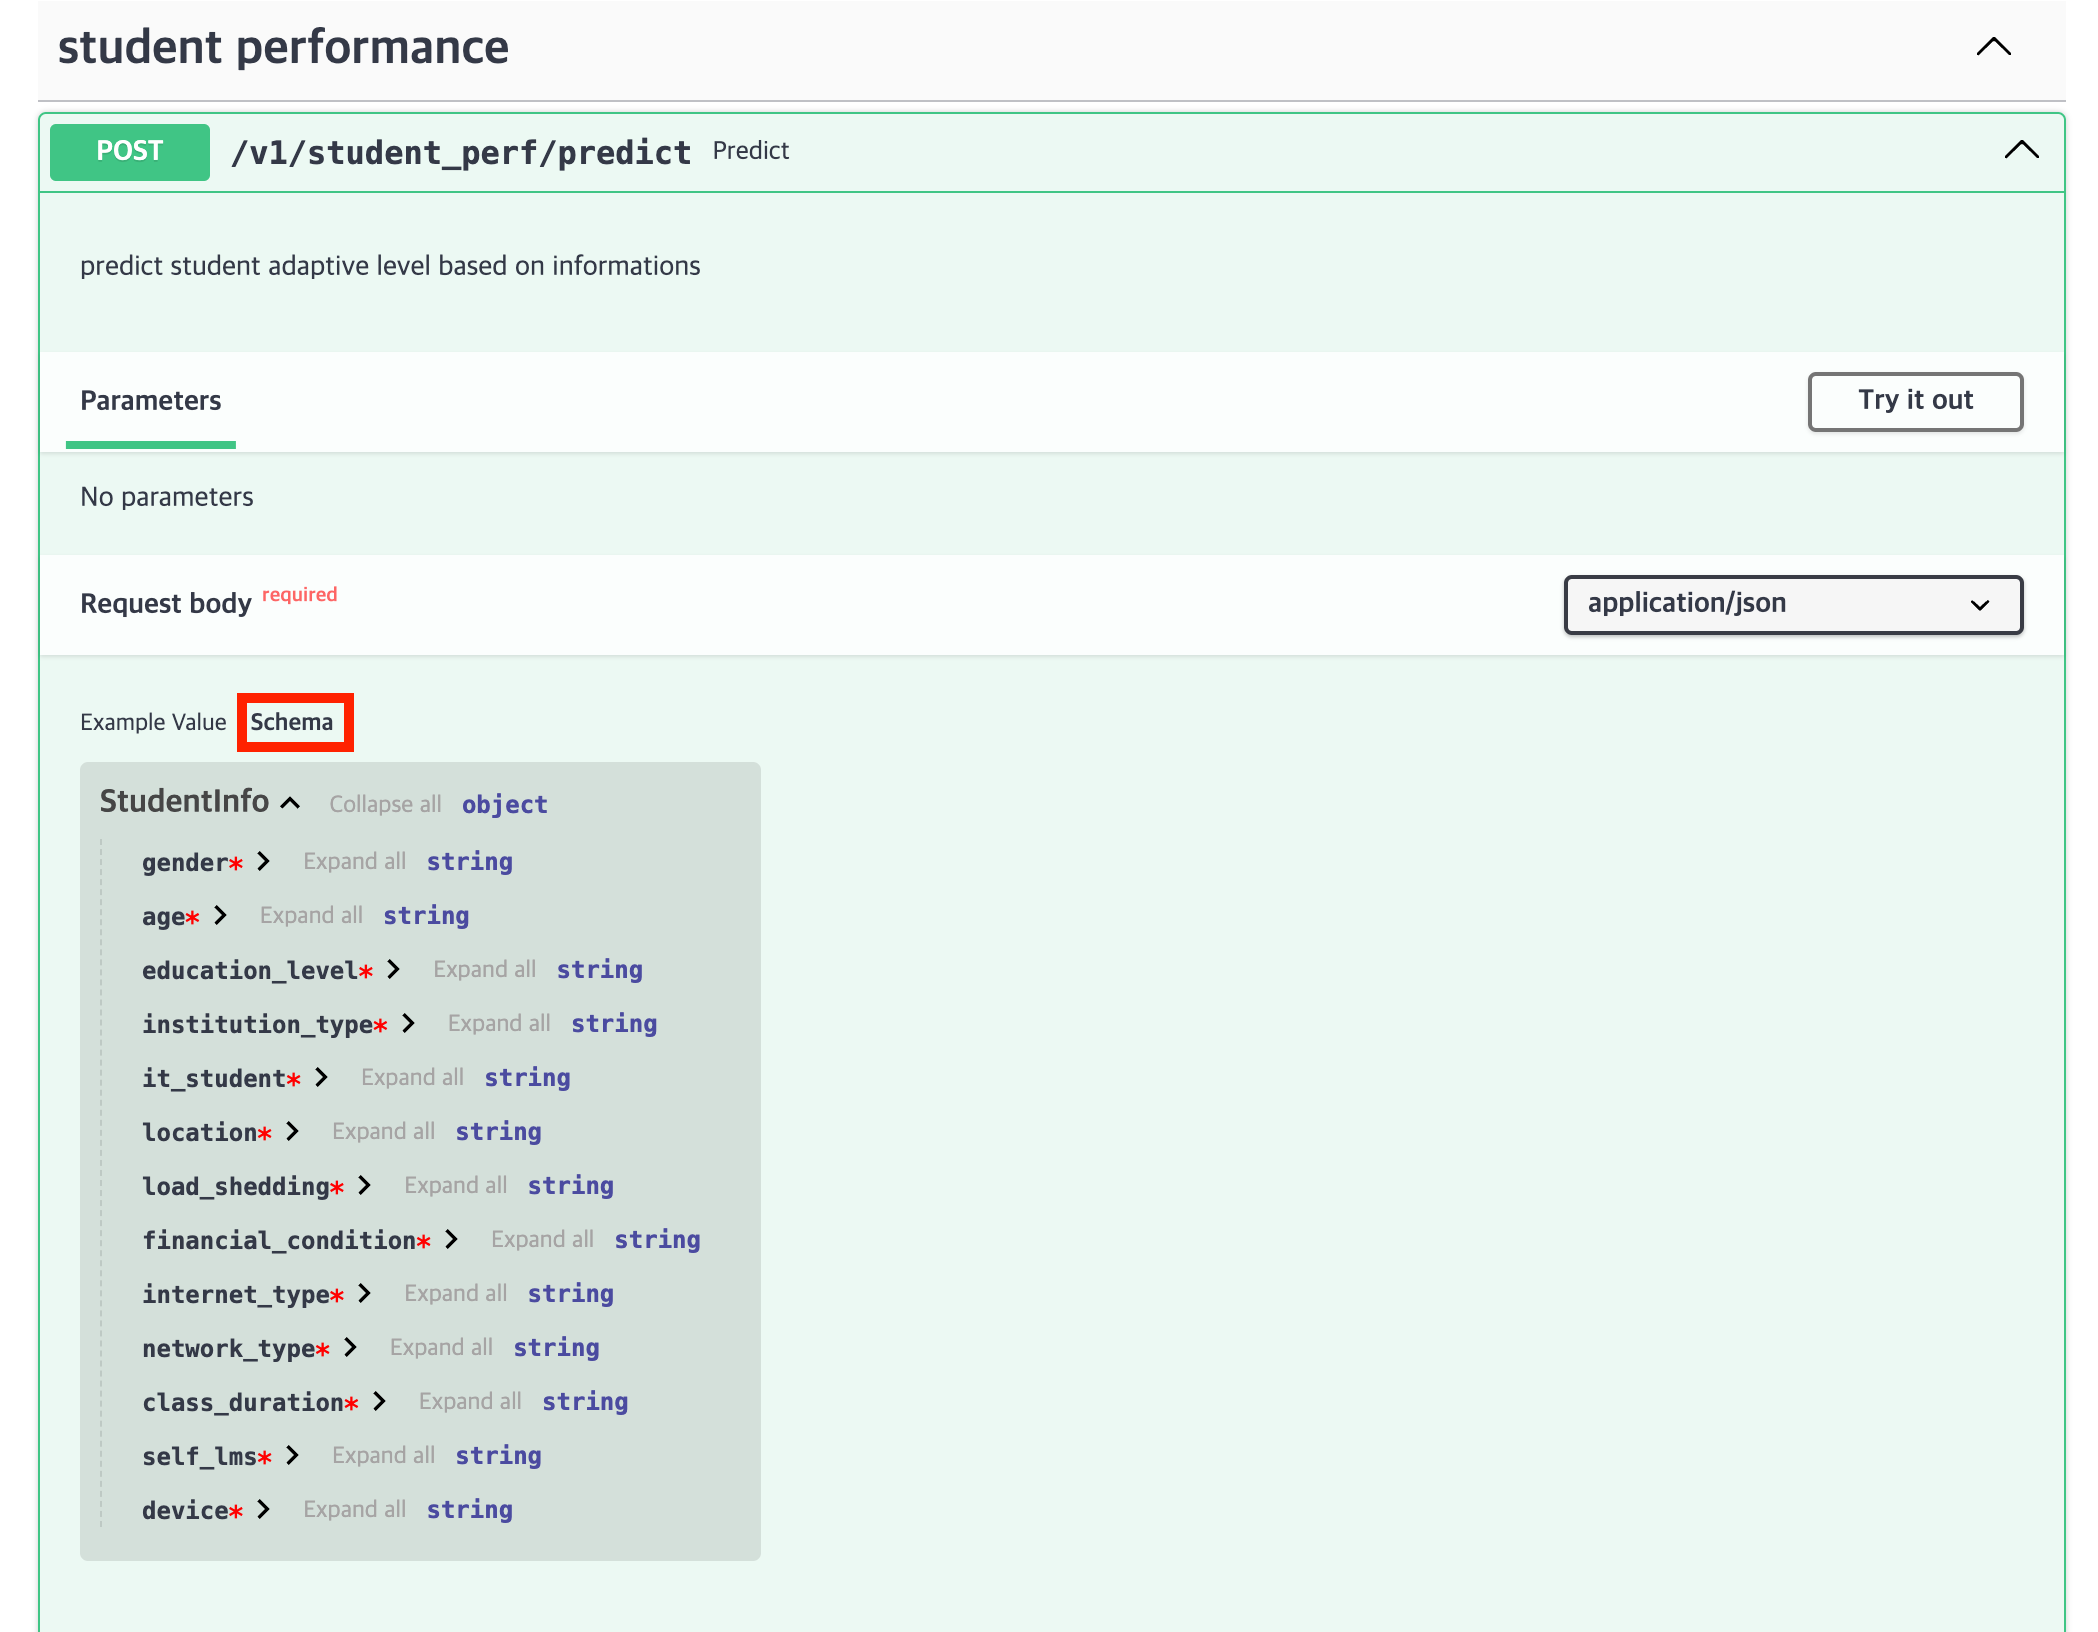 student performance
POST /v1/student_perf/predict Predict
predict student adaptive level based on informations
Parameters
Try it out
No parameters
Request body required
application/json
Example Value Schema
StudentInfo Collapse all object
gender* Expand all string
age* Expand all string
education_level* Expand all string
institution_type* Expand all string
it_student* Expand all string
location* Expand all string
load_shedding* Expand all string
financial_condition* Expand all string
internet_type* Expand all string
network_type* Expand all string
class_duration* Expand all string
self_lms* Expand all string
device* Expand all string